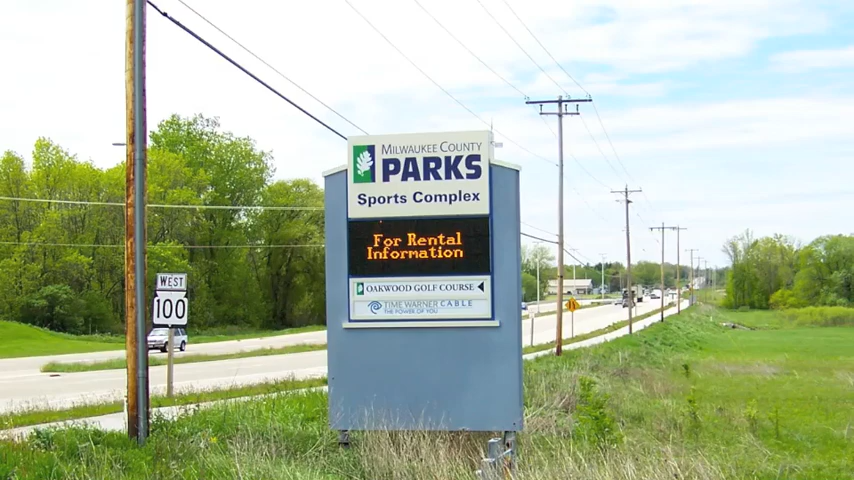 MILWAUKEE COUNTY
PARKS
Sports Complex
For Rental
Information
OAKWOOD GOLF COURSE
TIME WARNER CABLE
THE POWER OF YOU
WEST
100